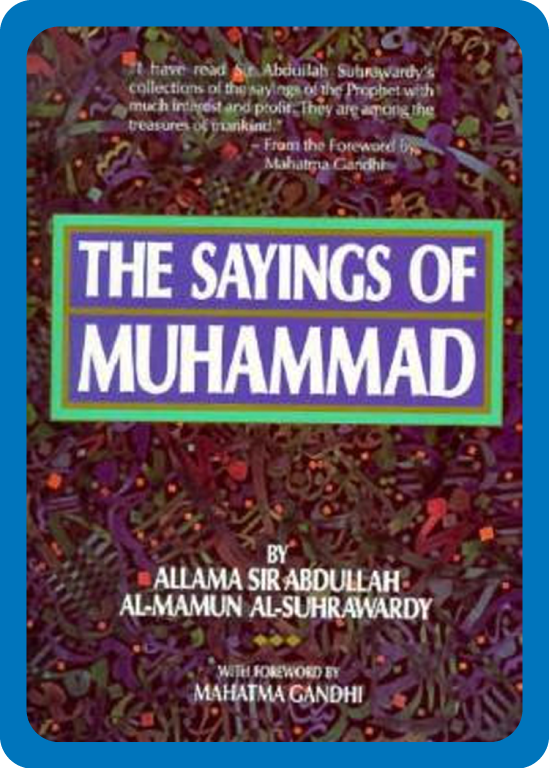 "I have read Sir Abdullah Suhrawardy's
collections of the sayings of the Prophet with
much interest and profit. They are among the
treasures of mankind."
– From the Foreword by
Mahatma Gandhi
THE SAYINGS OF
MUHAMMAD
BY
ALLAMA SIR ABDULLAH
AL-MAMUN AL-SUHRAWARDY
WITH FOREWORD BY
MAHATMA GANDHI